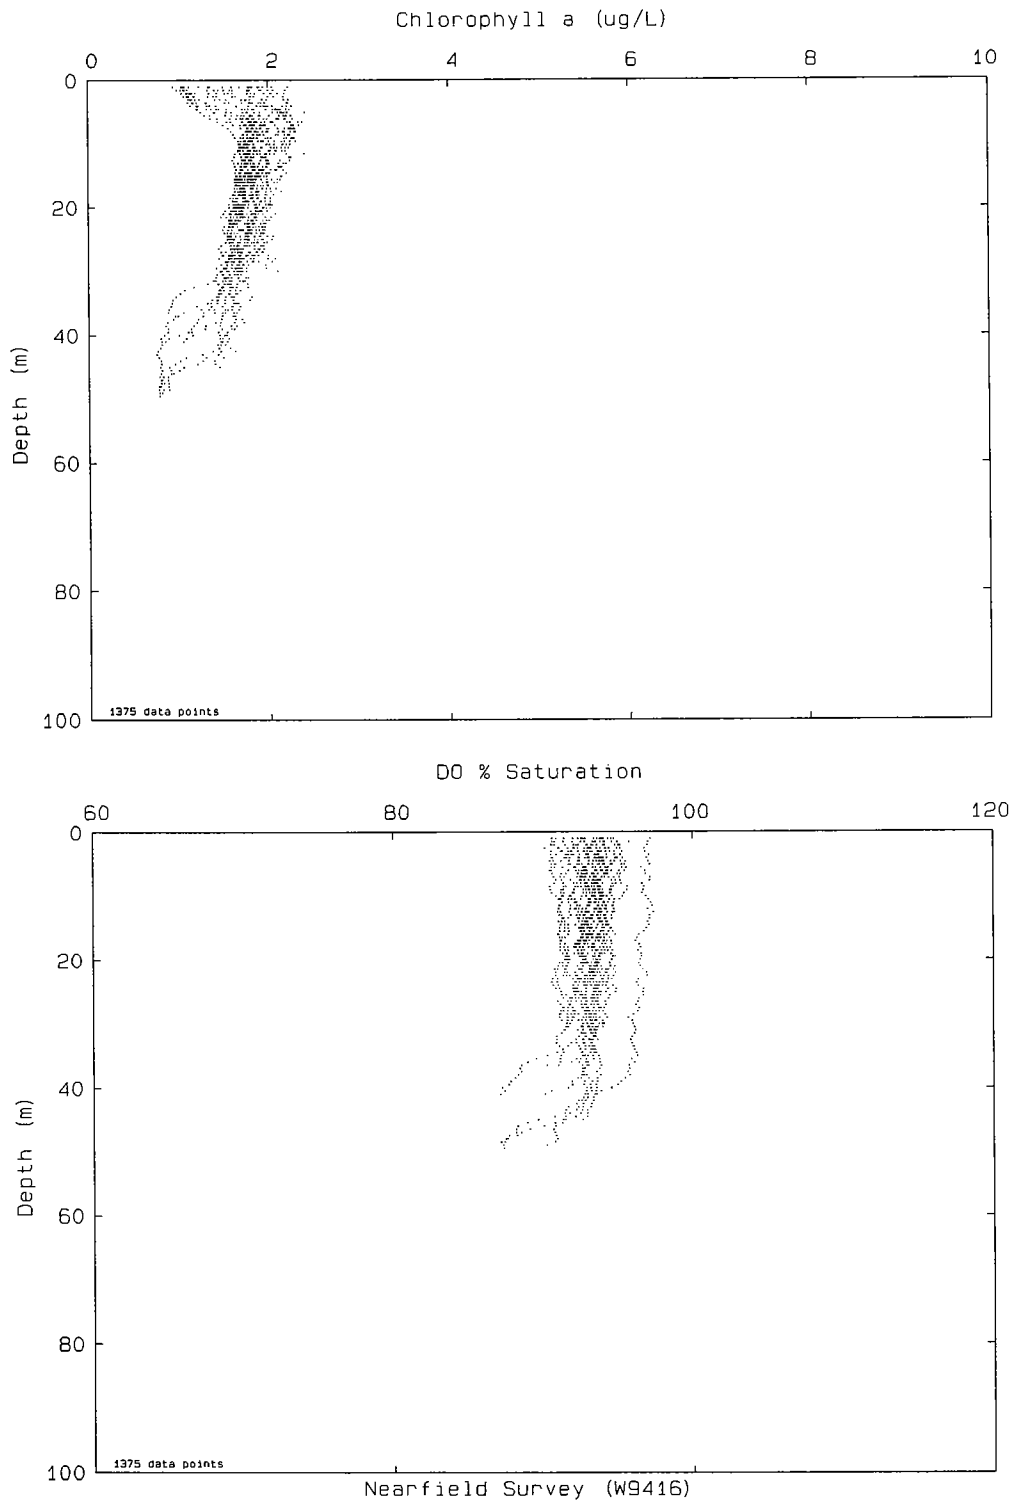 Chlorophyll a (ug/L)
0 2 4 6 8 10
0
20
40
60
80
100
Depth (m)
1375 data points
DO % Saturation
60 80 100 120
0
20
40
60
80
100
Depth (m)
1375 data points
Nearfield Survey (W9416)